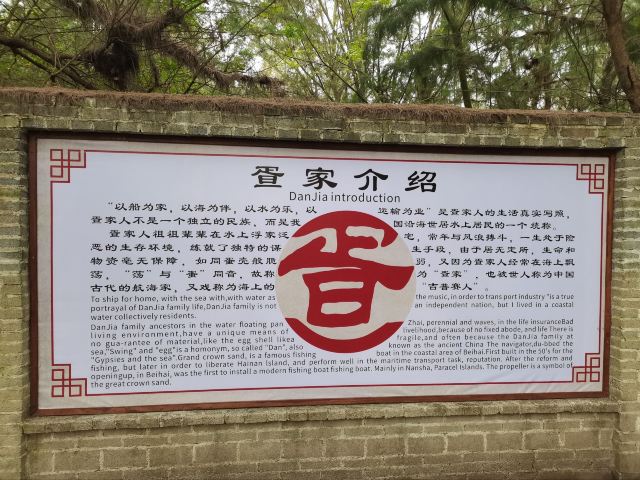 疍家介绍
DanJia introduction
“以船为家，以海为伴，以水为乐，以 运输为业”是疍家人的生活真实写照，
疍家人不是一个独立的民族，而是我 国沿海世居水上居民的一个统称。
疍家人祖祖辈辈在水上浮家泛 宅，常年与风浪搏斗，一生处于险
恶的生存环境，练就了独特的谋 生手段，由于居无定所，生命和
物资毫无保障，如同蛋壳般脆 弱，又因为疍家人经常在海上飘
荡，“荡”与“蛋”同音，故称 为“疍家”，也被世人称为中国
古代的航海家，又戏称为海上的 “吉普赛人”。
疍
To ship for home, with the sea with,with water as the music, in order to trans port industry "is a true
portrayal of DanJia family life,DanJia family is not an independent nation, but I lived in a coastal
water collectively residents.
DanJia family ancestors in the water floating pan Zhai, perennial and waves, in the life insuranceBad
living environment,have a unique means of livelihood,because of no fixed abode, and life There is
no gua-rantee of material,like the egg shell likea fragile,and often because the DanJia family at
sea,"Swing" and "egg"is a homonym, so called "Dan", also known as the ancient China The navigator,du-bbed the
"Gypsies and the sea".Grand crown sand, is a famous fishing boat in the coastal area of Beihai.First built in the 50's for the
fishing, but later in order to liberate Hainan Island, and perform well in the maritime transport task, reputation. After the reform and
openingup, in Beihai, was the first to install a modern fishing boat fishing boat. Mainly in Nansha, Paracel Islands. The propeller is a symbol of
the great crown sand.